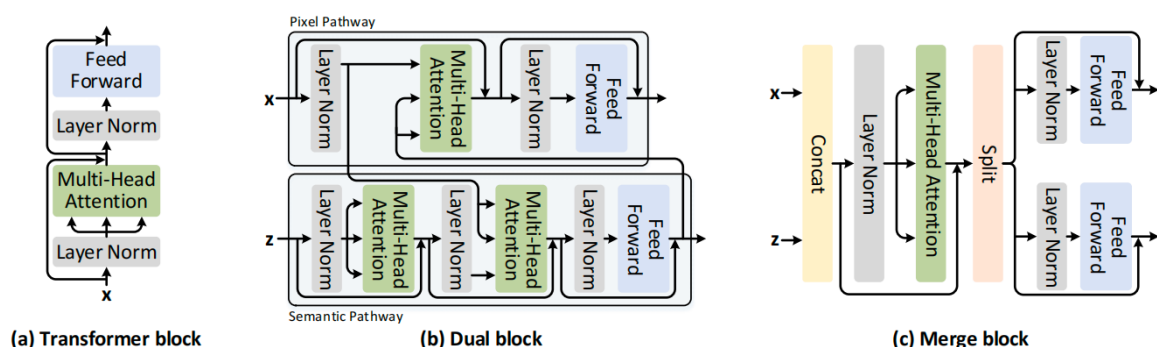 Feed
Forward
Layer Norm
Multi-Head
Attention
Layer Norm
x
(a) Transformer block
Pixel Pathway
x
Layer Norm
Multi-Head
Attention
Layer Norm
Feed
Forward
z
Layer Norm
Multi-Head
Attention
Layer Norm
Multi-Head
Attention
Layer Norm
Feed
Forward
Semantic Pathway
(b) Dual block
x
z
Concat
Layer Norm
Multi-Head Attention
Split
Layer Norm
Feed
Forward
Layer Norm
Feed
Forward
(c) Merge block